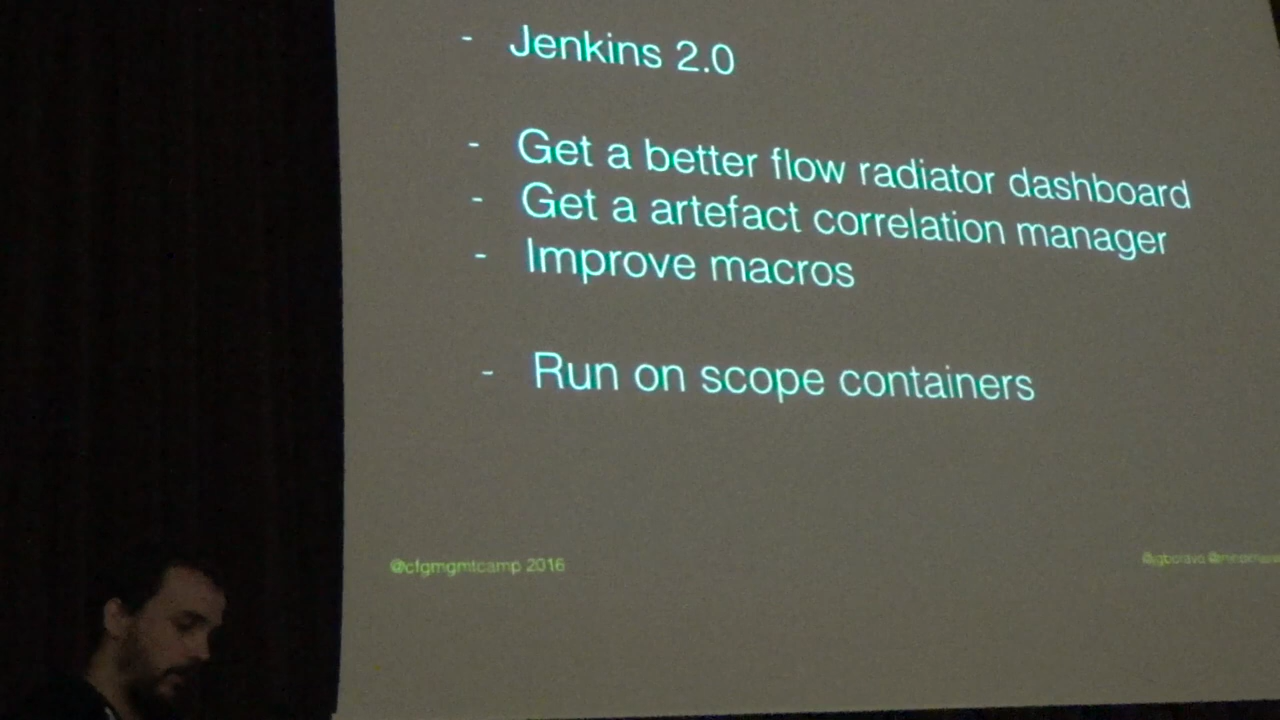 - Jenkins 2.0
- Get a better flow radiator dashboard
- Get a artefact correlation manager
- Improve macros
- Run on scope containers
@cfgmgmtcamp 2016